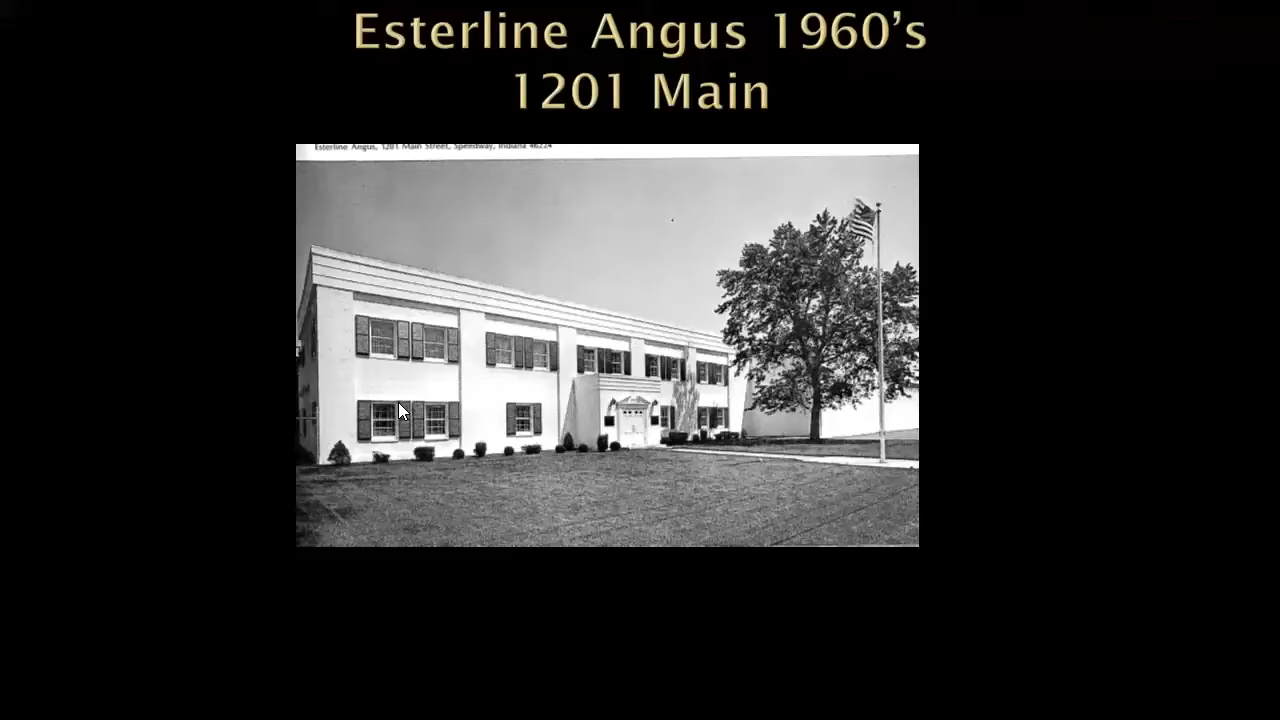 Esterline Angus 1960’s
1201 Main
Esterline Angus, 1201 Main Street, Speedway, Indiana 46224